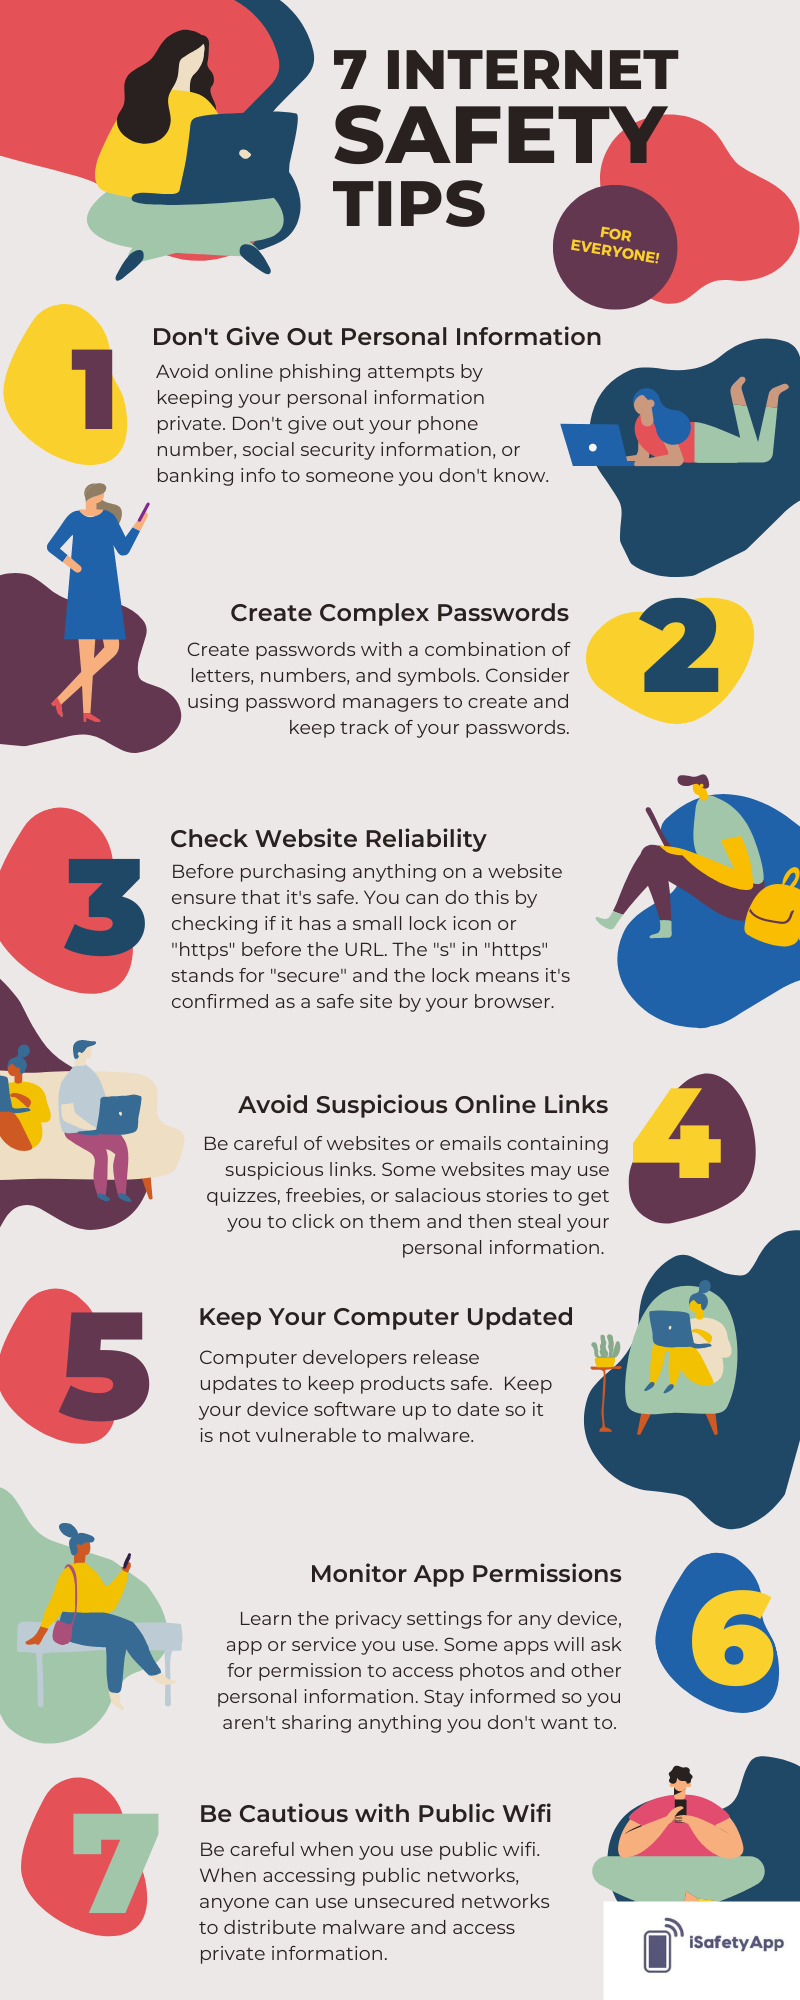 7 INTERNET
SAFETY
TIPS
FOR
EVERYONE!
1
Don't Give Out Personal Information
Avoid online phishing attempts by
keeping your personal information
private. Don't give out your phone
number, social security information, or
banking info to someone you don't know.
Create Complex Passwords
2
Create passwords with a combination of
letters, numbers, and symbols. Consider
using password managers to create and
keep track of your passwords.
3
Check Website Reliability
Before purchasing anything on a website
ensure that it's safe. You can do this by
checking if it has a small lock icon or
"https" before the URL. The "s" in "https"
stands for "secure" and the lock means it's
confirmed as a safe site by your browser.
Avoid Suspicious Online Links
4
Be careful of websites or emails containing
suspicious links. Some websites may use
quizzes, freebies, or salacious stories to get
you to click on them and then steal your
personal information.
5
Keep Your Computer Updated
Computer developers release
updates to keep products safe. Keep
your device software up to date so it
is not vulnerable to malware.
Monitor App Permissions
6
Learn the privacy settings for any device,
app or service you use. Some apps will ask
for permission to access photos and other
personal information. Stay informed so you
aren't sharing anything you don't want to.
7
Be Cautious with Public Wifi
Be careful when you use public wifi.
When accessing public networks,
anyone can use unsecured networks
to distribute malware and access
private information.
iSafetyApp